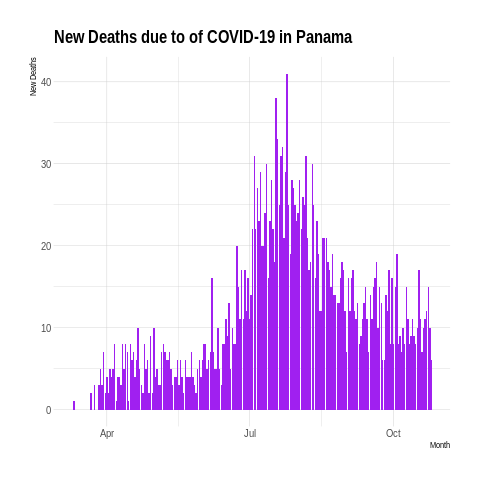 New Deaths due to of COVID-19 in Panama
New Deaths
40
30
20
10
0
Apr
Jul
Oct
Month